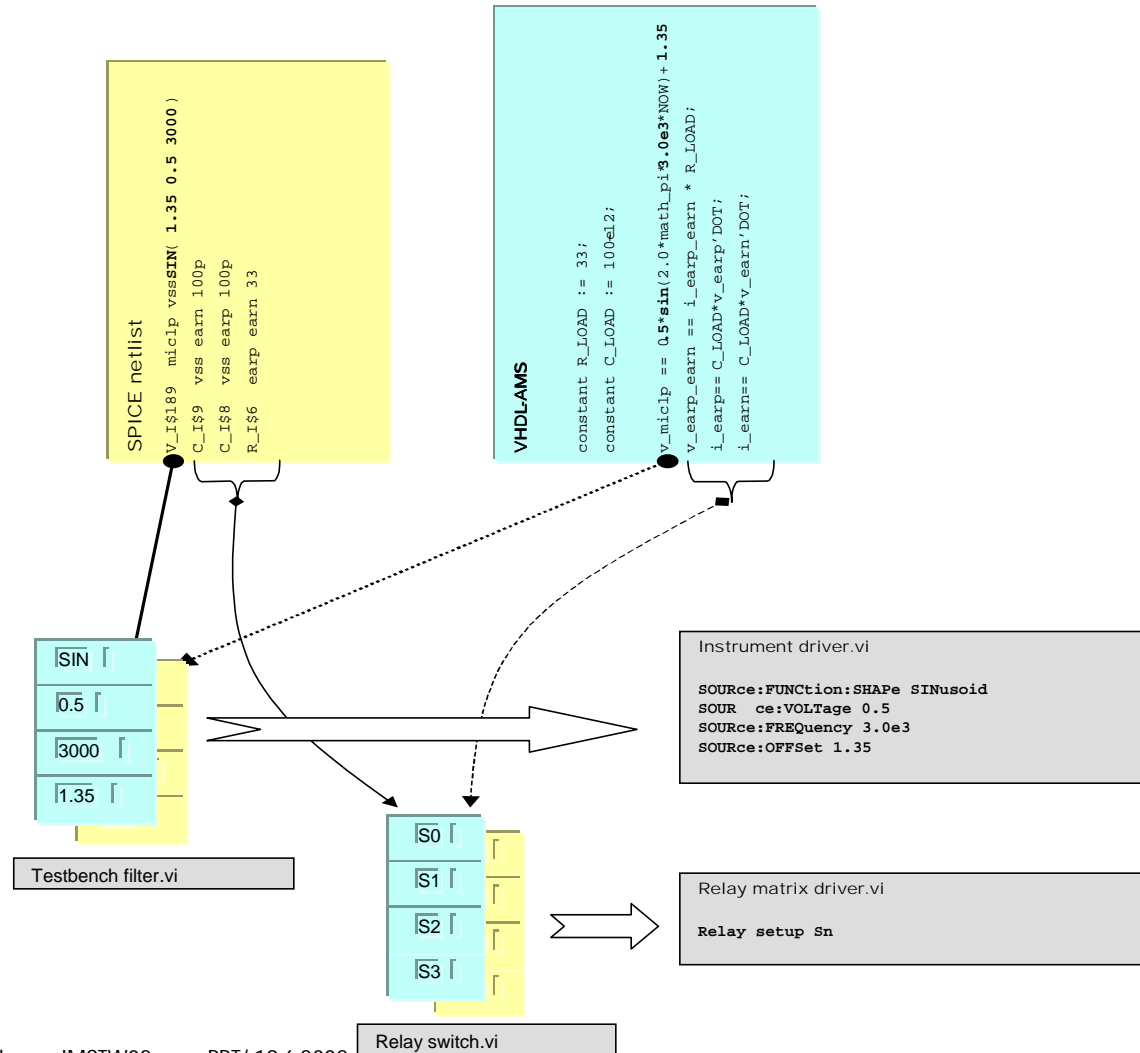 SPICE netlist
V_I$189 miclp vssSIN( 1.35 0.5 3000)
C_I$9 vss earn 100p
C_I$8 vss earp 100p
R_I$6 earp earn 33
VHDL-AMS
constant R_LOAD := 33;
constant C_LOAD := 100e12;
v_miclp == 0.5*sin(2.0*math_pi*3.0e3*NOW)+ 1.35
v_earp_earn == i_earp_earn * R_LOAD;
i_earp== C_LOAD*v_earp'DOT;
i_earn== C_LOAD*v_earn'DOT;
SIN
0.5
3000
1.35
Testbench filter.vi
Instrument driver.vi
SOURce:FUNCtion:SHAPe SINusoid
SOUR ce:VOLTage 0.5
SOURce:FREQuency 3.0e3
SOURce:OFFSet 1.35
S0
S1
S2
S3
Relay switch.vi
Relay matrix driver.vi
Relay setup Sn